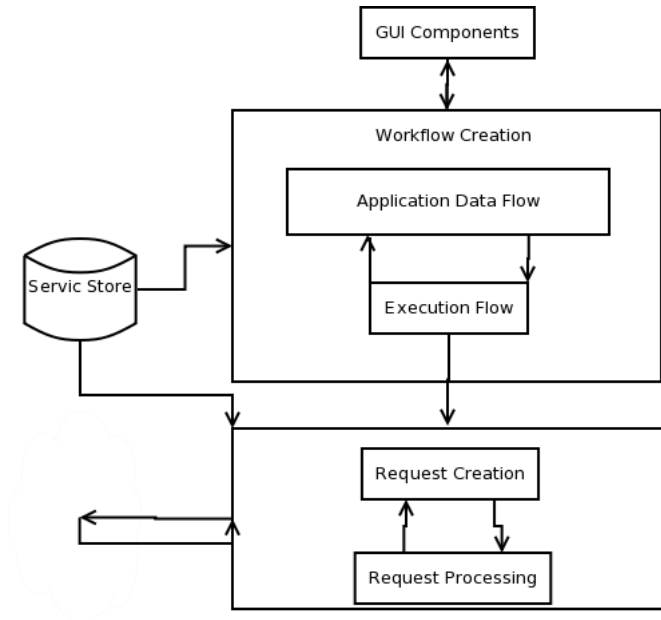 GUI Components
Workflow Creation
Application Data Flow
Servic Store
Execution Flow
Request Creation
Request Processing